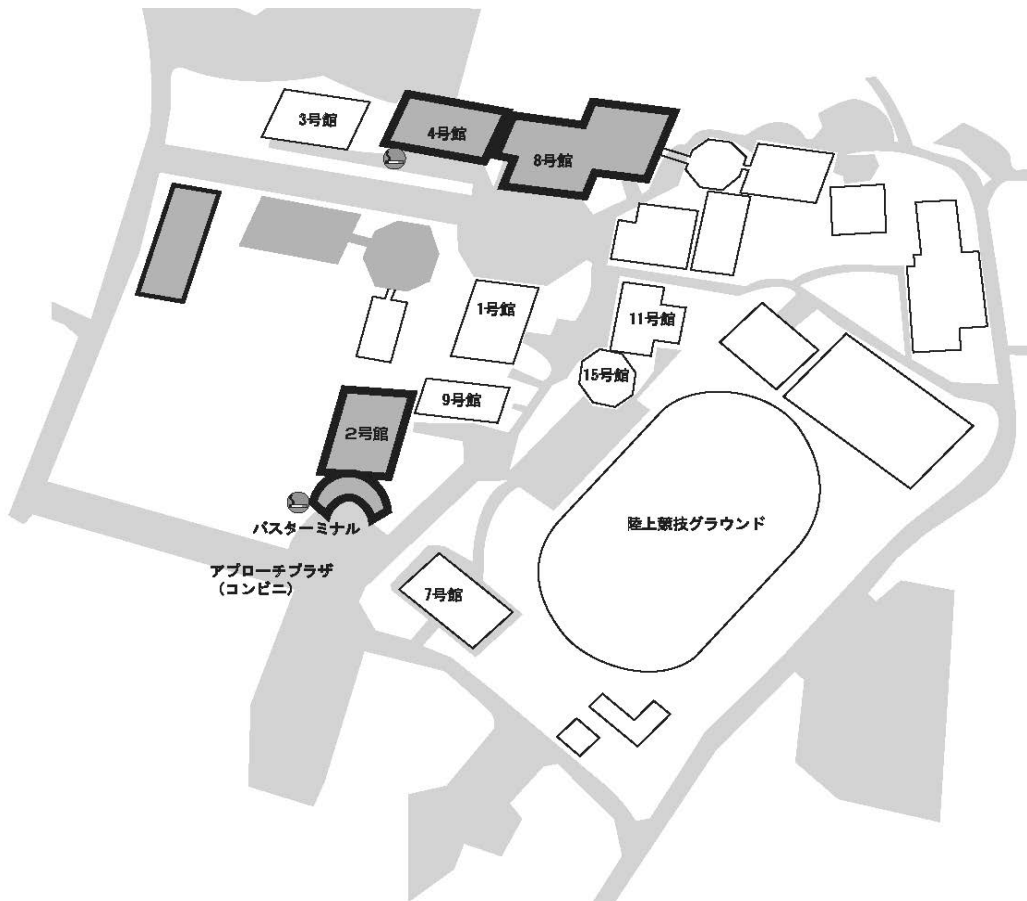 3号館
4号館
8号館
1号館
11号館
15号館
9号館
2号館
バスターミナル
陸上競技グラウンド
アプローチプラザ
(コンビニ)
7号館